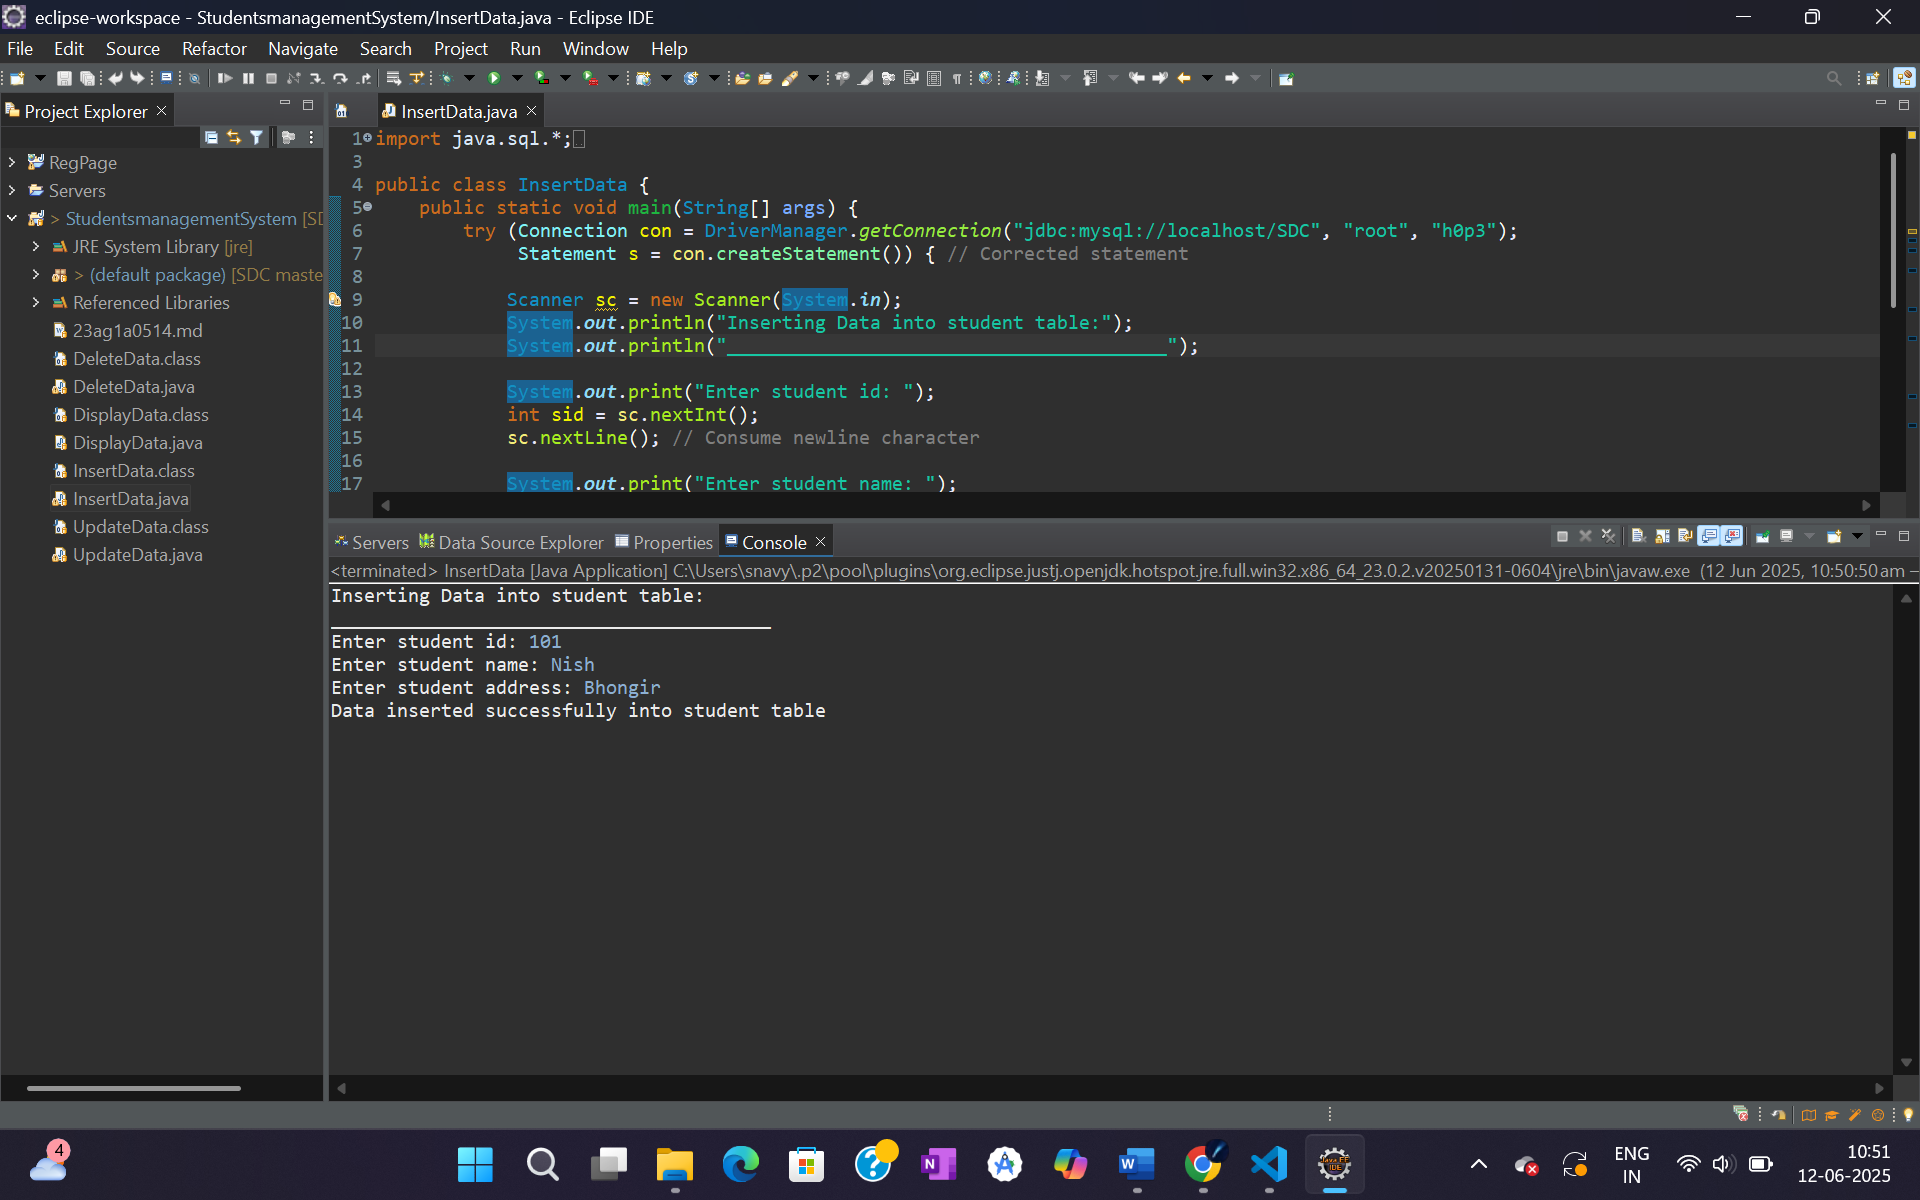 eclipse-workspace - StudentsmanagementSystem/InsertData.java - Eclipse IDE
File Edit Source Refactor Navigate Search Project Run Window Help
Project Explorer
InsertData.java
RegPage
Servers
> StudentsmanagementSystem [SD
JRE System Library [jre]
> (default package) [SDC maste
Referenced Libraries
23ag1a0514.md
DeleteData.class
DeleteData.java
DisplayData.class
DisplayData.java
InsertData.class
InsertData.java
UpdateData.class
UpdateData.java
1 import java.sql.*;
3
4 public class InsertData {
5 public static void main(String[] args) {
6 try (Connection con = DriverManager.getConnection("jdbc:mysql://localhost/SDC", "root", "h0p3");
7 Statement s = con.createStatement()) { // Corrected statement
8
9 Scanner sc = new Scanner(System.in);
10 System.out.println("Inserting Data into student table:");
11 System.out.println("________________________________________");
12
13 System.out.print("Enter student id: ");
14 int sid = sc.nextInt();
15 sc.nextLine(); // Consume newline character
16
17 System.out.print("Enter student name: ");
Servers Data Source Explorer Properties Console
<terminated> InsertData [Java Application] C:\Users\snavy\.p2\pool\plugins\org.eclipse.justj.openjdk.hotspot.jre.full.win32.x86_64_23.0.2.v20250131-0604\jre\bin\javaw.exe (12 Jun 2025, 10:50:50 am –
Inserting Data into student table:
________________________________________
Enter student id: 101
Enter student name: Nish
Enter student address: Bhongir
Data inserted successfully into student table
4
ENG
IN
10:51
12-06-2025